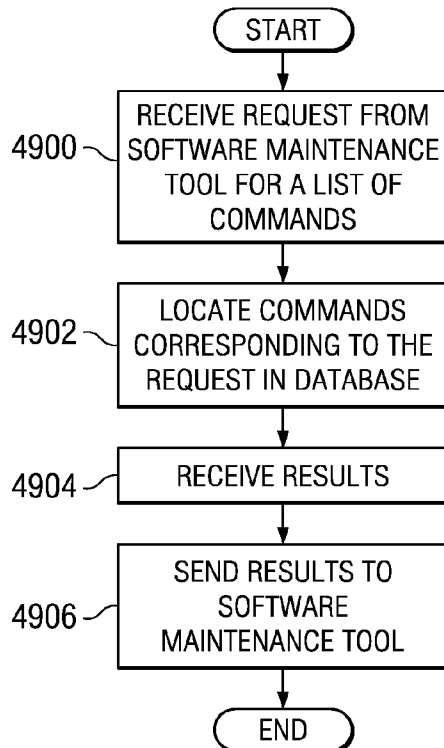 START
4900
RECEIVE REQUEST FROM
SOFTWARE MAINTENANCE
TOOL FOR A LIST OF
COMMANDS
4902
LOCATE COMMANDS
CORRESPONDING TO THE
REQUEST IN DATABASE
4904
RECEIVE RESULTS
4906
SEND RESULTS TO
SOFTWARE
MAINTENANCE TOOL
END